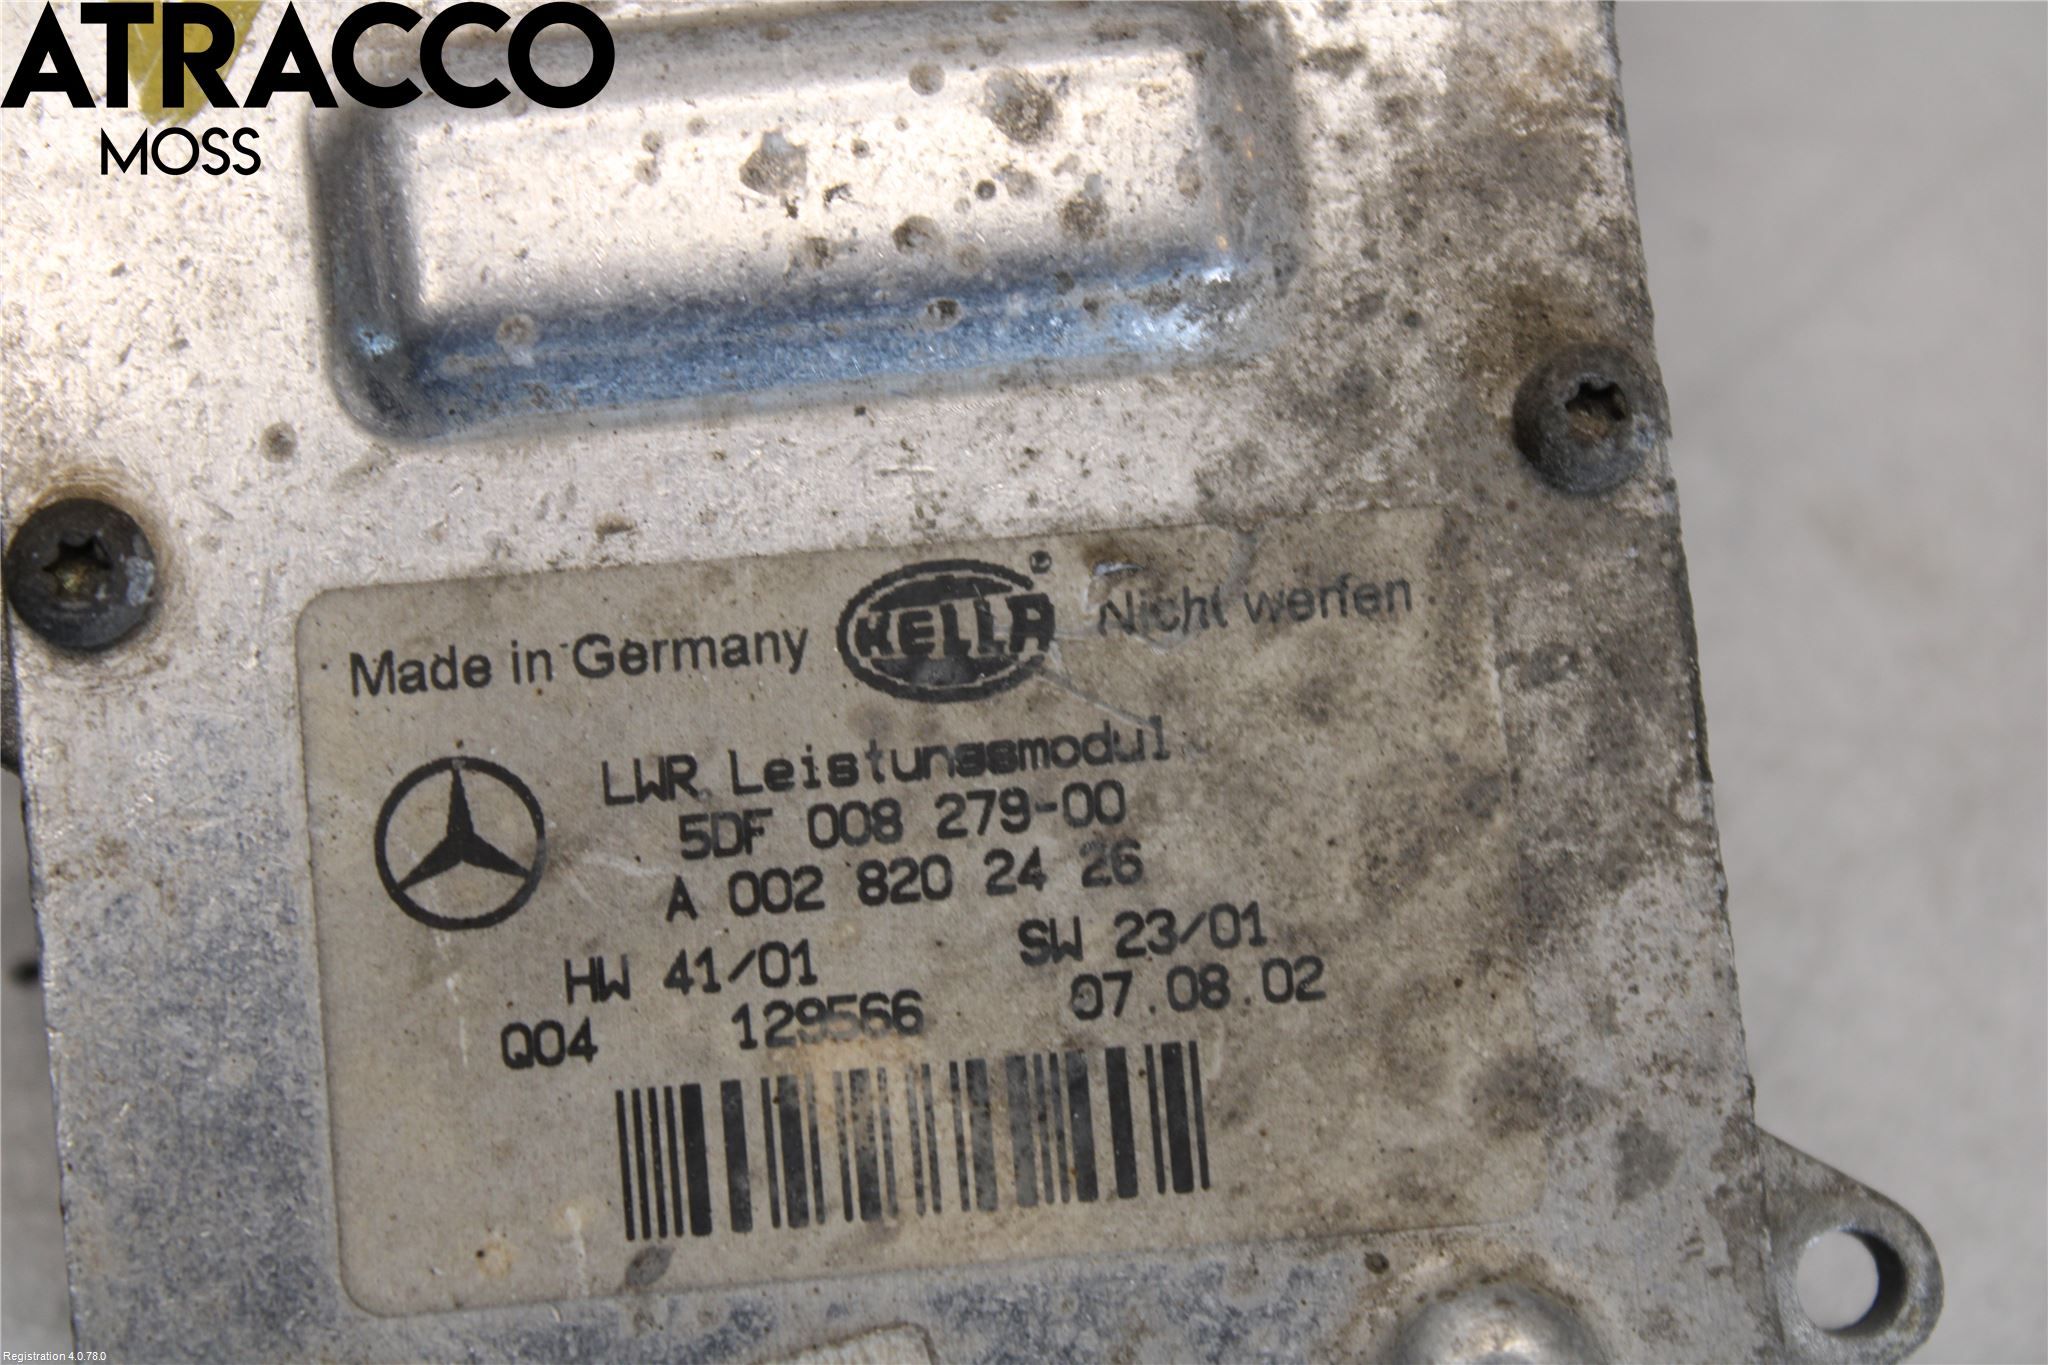 ATRACCO
MOSS
Made in Germany HELLA® Nicht werfen
LWR Leistungsmodul
5DF 008 279-00
A 002 820 24 26
HW 41/01 SW 23/01
Q04 129566 07.08.02
Registration 4.0.78.0